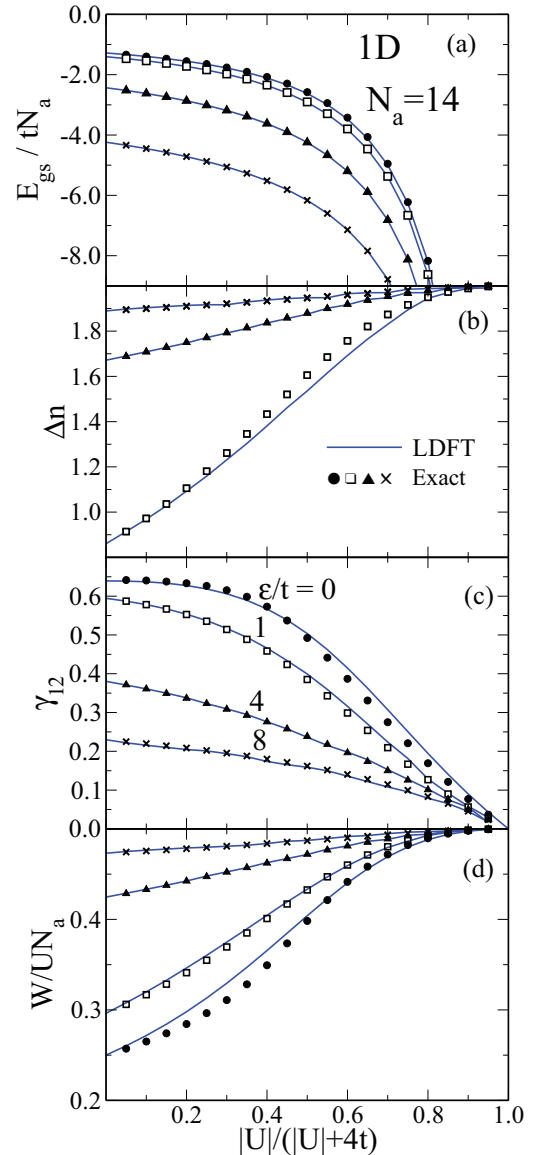 0.0
1D
(a)
-2.0
N_a=14
-4.0
E_gs / tN_a
-6.0
-8.0
(b)
1.8
1.6
Δn
1.4
LDFT
1.2
Exact
1.0
ε/t = 0
(c)
0.6
1
0.5
0.4
γ_12
4
0.3
8
0.2
0.1
0.0
(d)
0.4
W/UN_a
0.3
0.2
0.2 0.4 0.6 0.8 1.0
|U|/(|U|+4t)